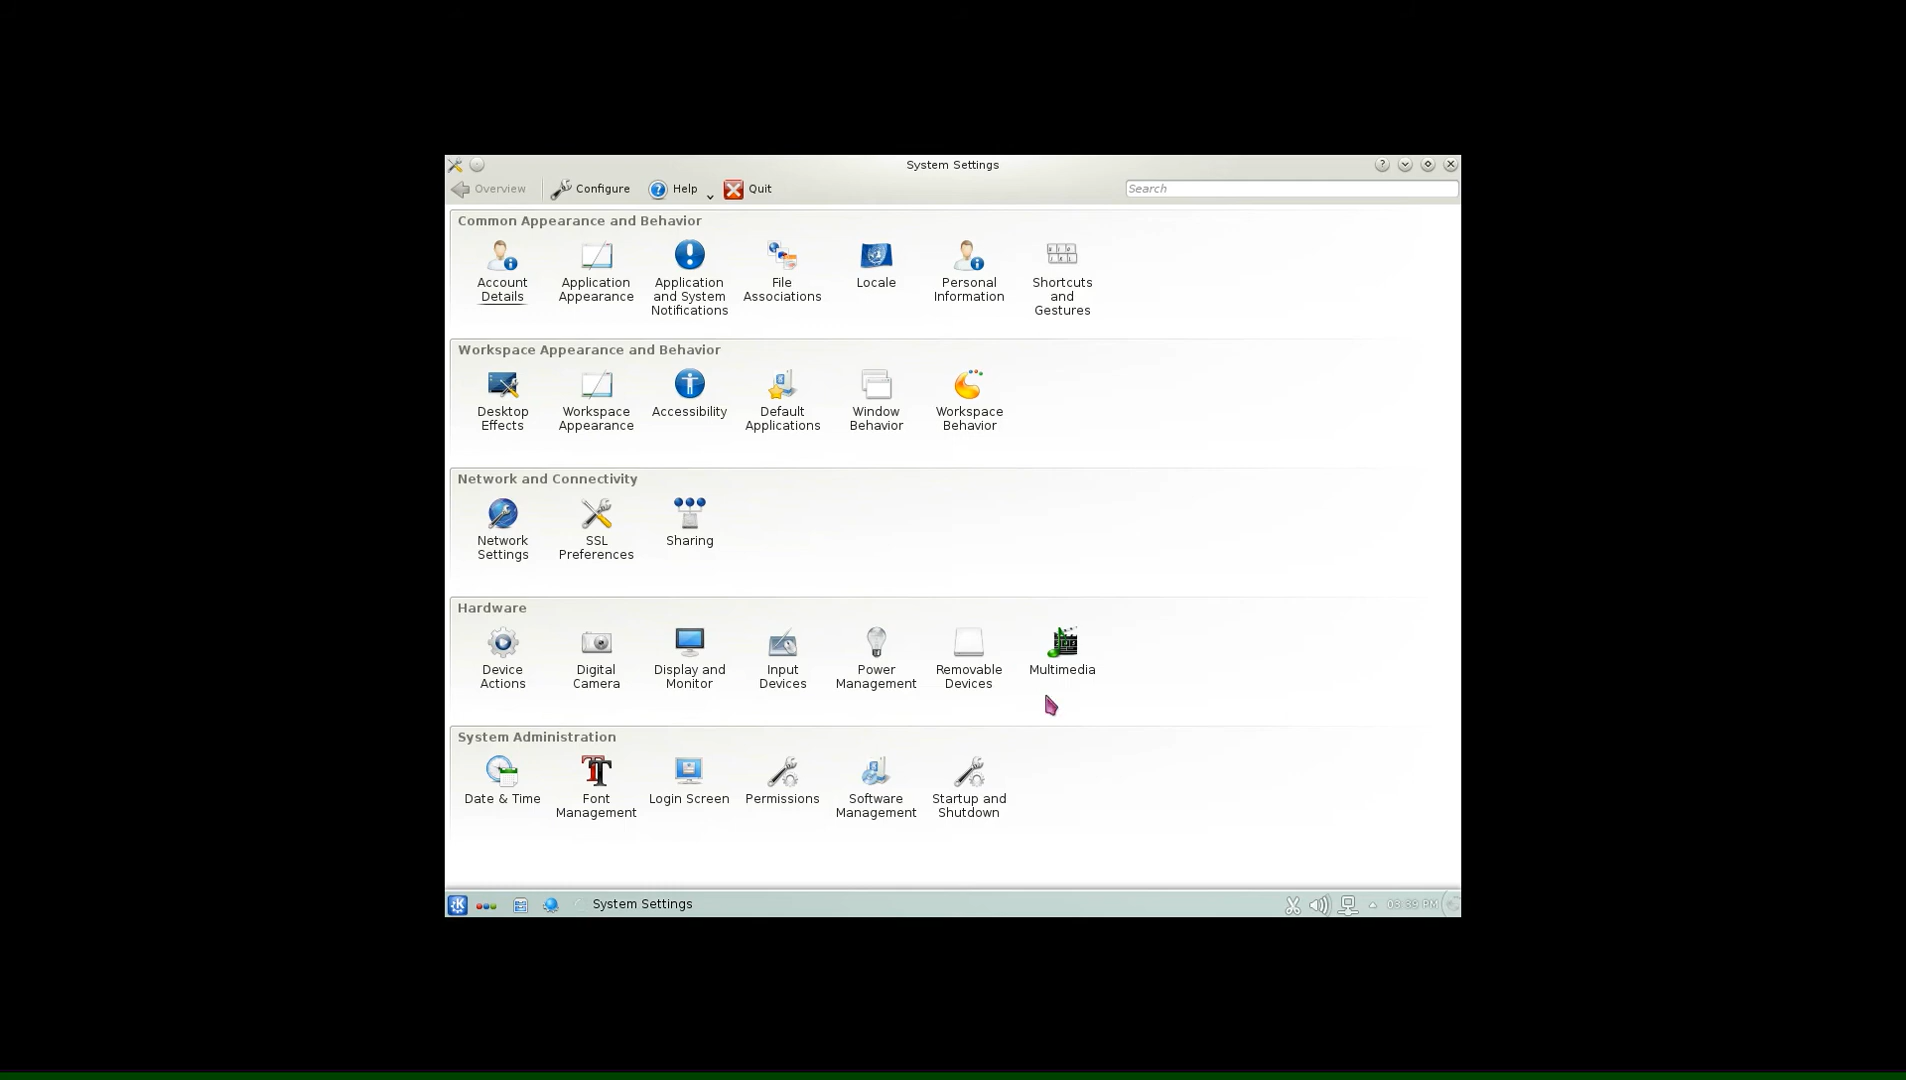 System Settings
Overview
Configure
Help
Quit
Search
Common Appearance and Behavior
Account
Details
Application
Appearance
Application
and System
Notifications
File
Associations
Locale
Personal
Information
Shortcuts
and
Gestures
Workspace Appearance and Behavior
Desktop
Effects
Workspace
Appearance
Accessibility
Default
Applications
Window
Behavior
Workspace
Behavior
Network and Connectivity
Network
Settings
SSL
Preferences
Sharing
Hardware
Device
Actions
Digital
Camera
Display and
Monitor
Input
Devices
Power
Management
Removable
Devices
Multimedia
System Administration
Date & Time
Font
Management
Login Screen
Permissions
Software
Management
Startup and
Shutdown
System Settings
03:39 PM